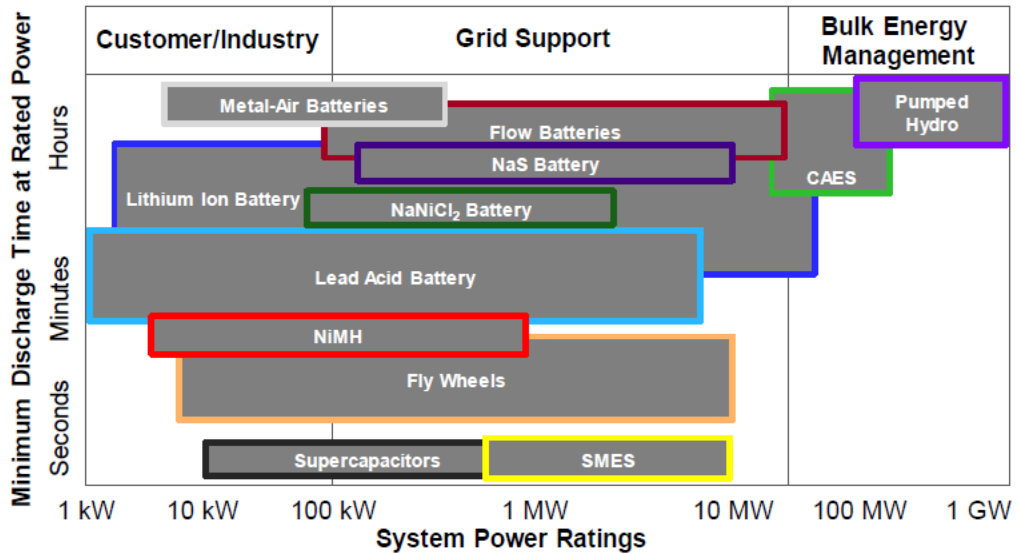 Minimum Discharge Time at Rated Power
Seconds
Minutes
Hours
Customer/Industry
Grid Support
Bulk Energy
Management
Metal-Air Batteries
Pumped
Hydro
Flow Batteries
NaS Battery
CAES
Lithium Ion Battery
NaNiCl₂ Battery
Lead Acid Battery
NiMH
Fly Wheels
Supercapacitors
SMES
1 kW
10 kW
100 kW
1 MW
10 MW
100 MW
1 GW
System Power Ratings